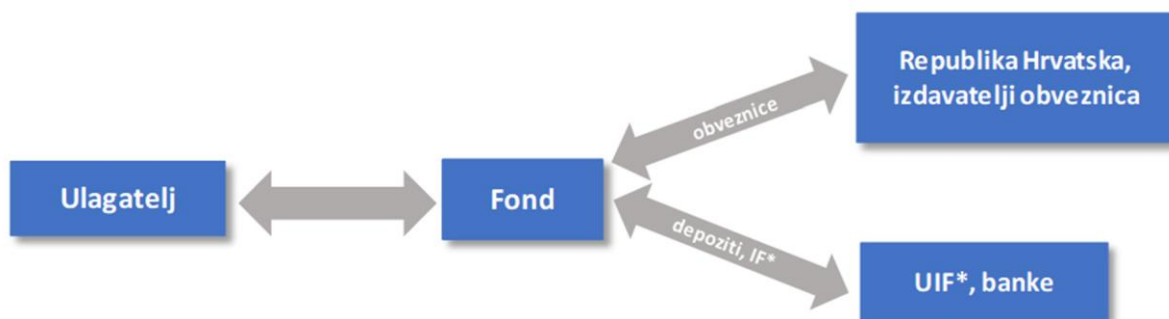 Republika Hrvatska,
izdavatelji obveznica
obveznice
Ulagatelj
Fond
depoziti, IF*
UIF*, banke